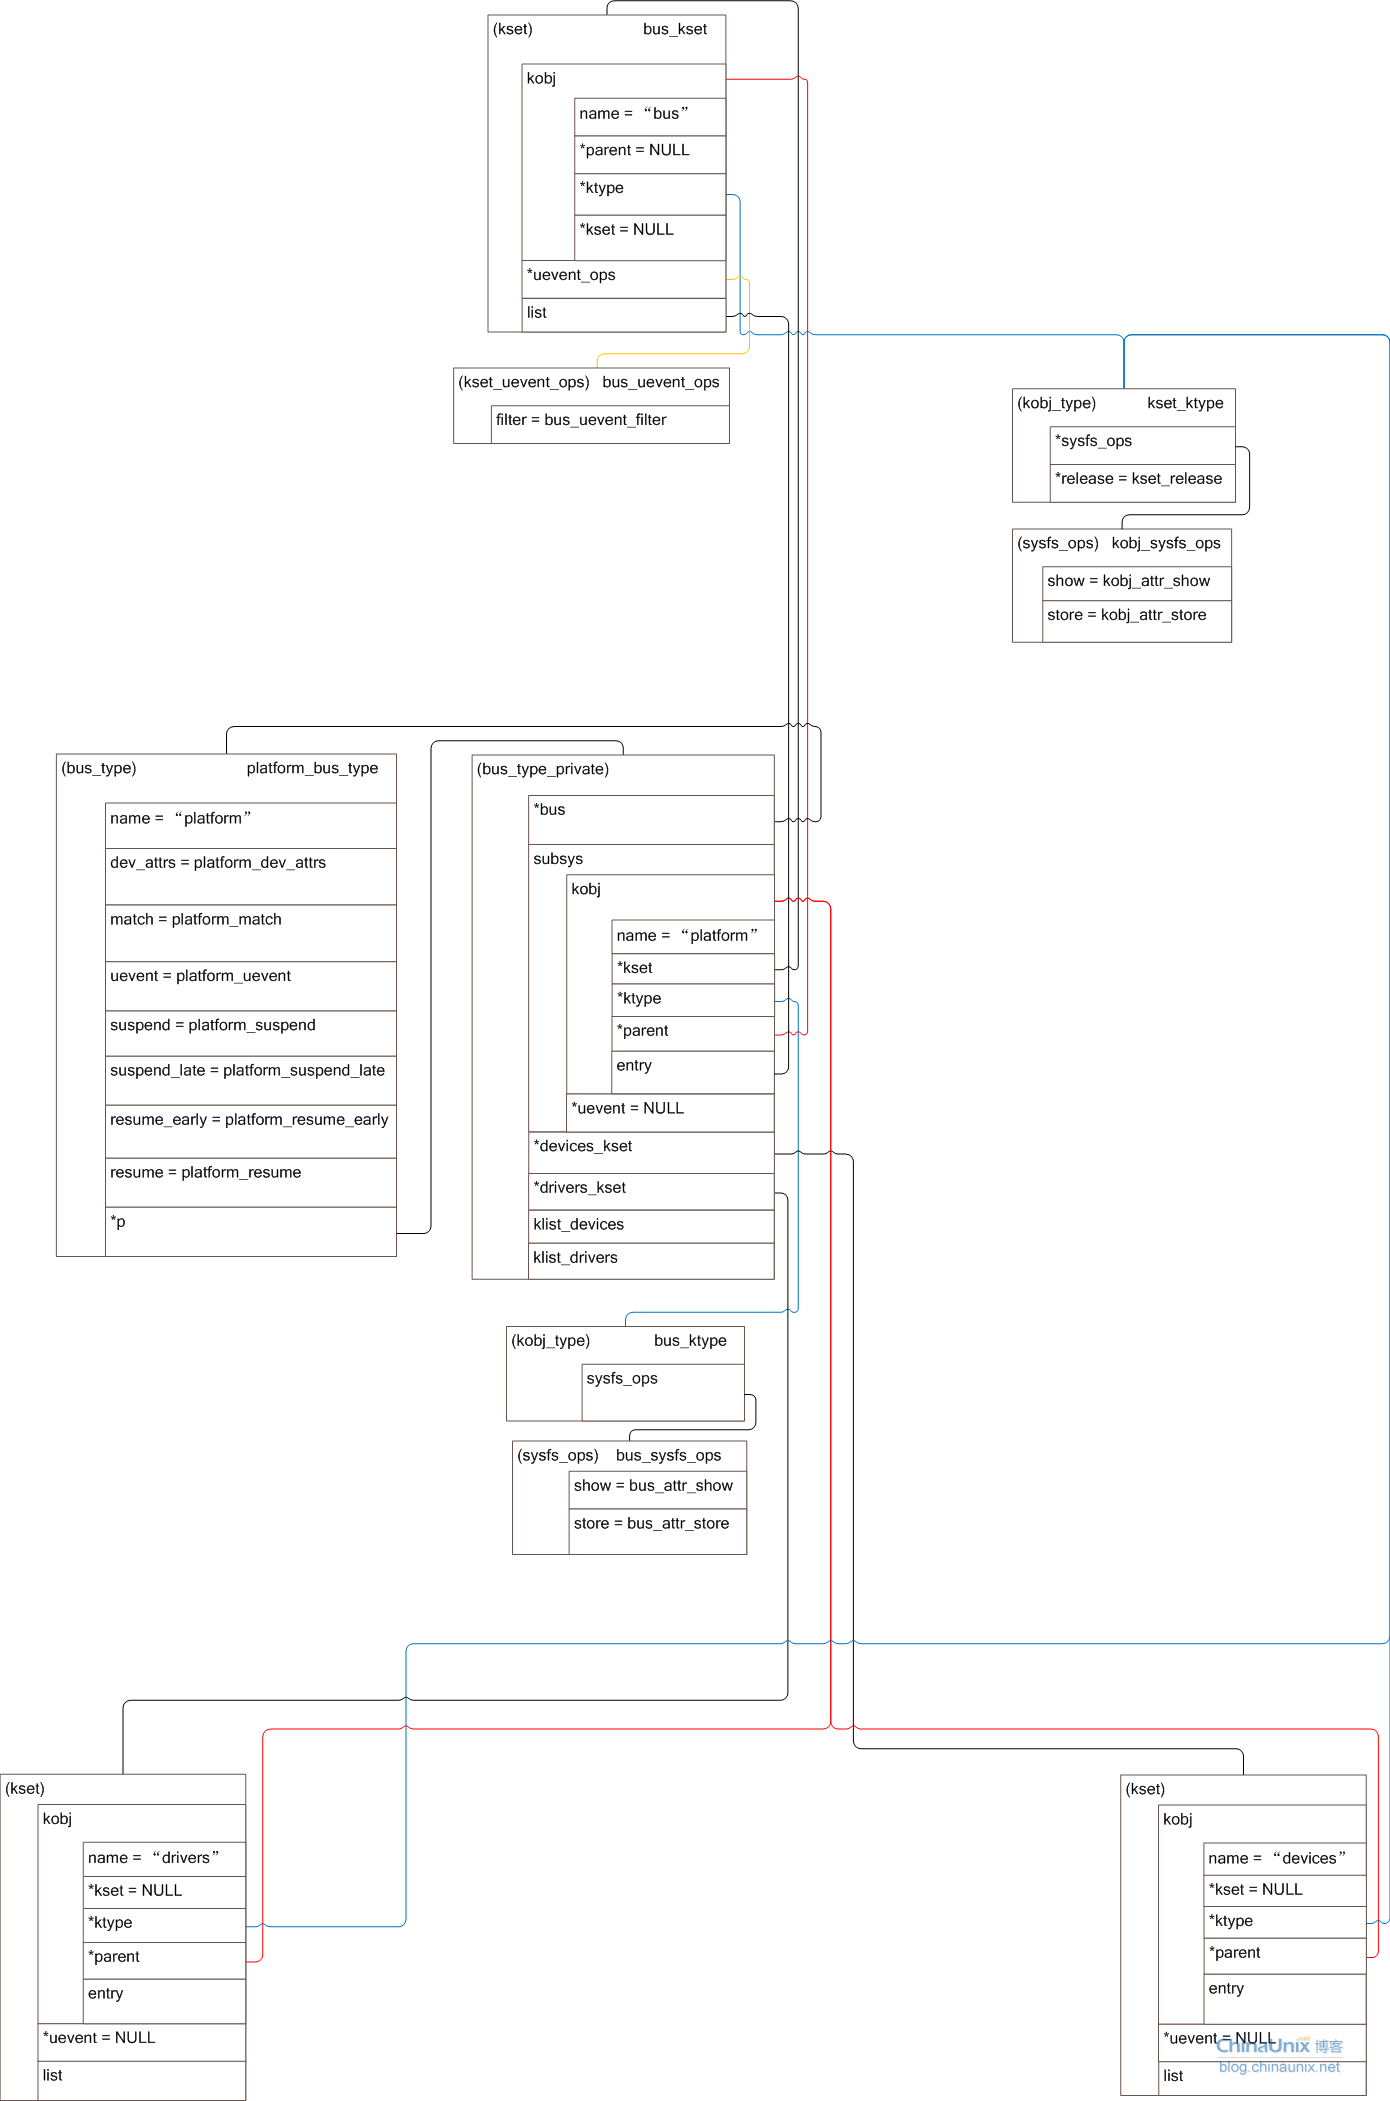 (kset) bus_kset
kobj
name = “bus”
*parent = NULL
*ktype
*kset = NULL
*uevent_ops
list
(kset_uevent_ops) bus_uevent_ops
filter = bus_uevent_filter
(kobj_type) kset_ktype
*sysfs_ops
*release = kset_release
(sysfs_ops) kobj_sysfs_ops
show = kobj_attr_show
store = kobj_attr_store
(bus_type) platform_bus_type
name = “platform”
dev_attrs = platform_dev_attrs
match = platform_match
uevent = platform_uevent
suspend = platform_suspend
suspend_late = platform_suspend_late
resume_early = platform_resume_early
resume = platform_resume
*p
(bus_type_private)
*bus
subsys
kobj
name = “platform”
*kset
*ktype
*parent
entry
*uevent = NULL
*devices_kset
*drivers_kset
klist_devices
klist_drivers
(kobj_type) bus_ktype
sysfs_ops
(sysfs_ops) bus_sysfs_ops
show = bus_attr_show
store = bus_attr_store
(kset)
kobj
name = “drivers”
*kset = NULL
*ktype
*parent
entry
*uevent = NULL
list
(kset)
kobj
name = “devices”
*kset = NULL
*ktype
*parent
entry
*uevent = NULL
list
ChinaUnix.net 博客
blog.chinaunix.net